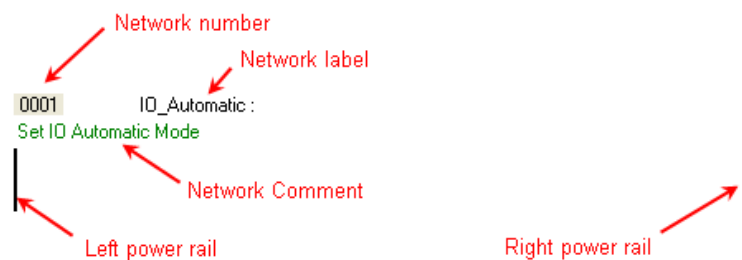 Network number
Network label
0001 IO_Automatic :
Set IO Automatic Mode
Network Comment
Left power rail
Right power rail